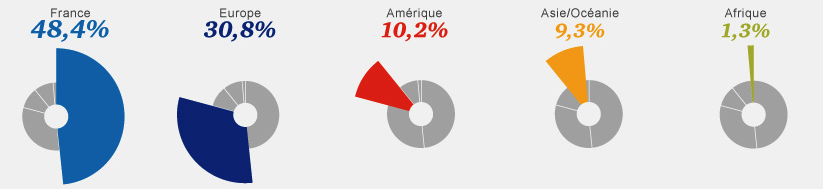 France
48,4%
Europe
30,8%
Amérique
10,2%
Asie/Océanie
9,3%
Afrique
1,3%